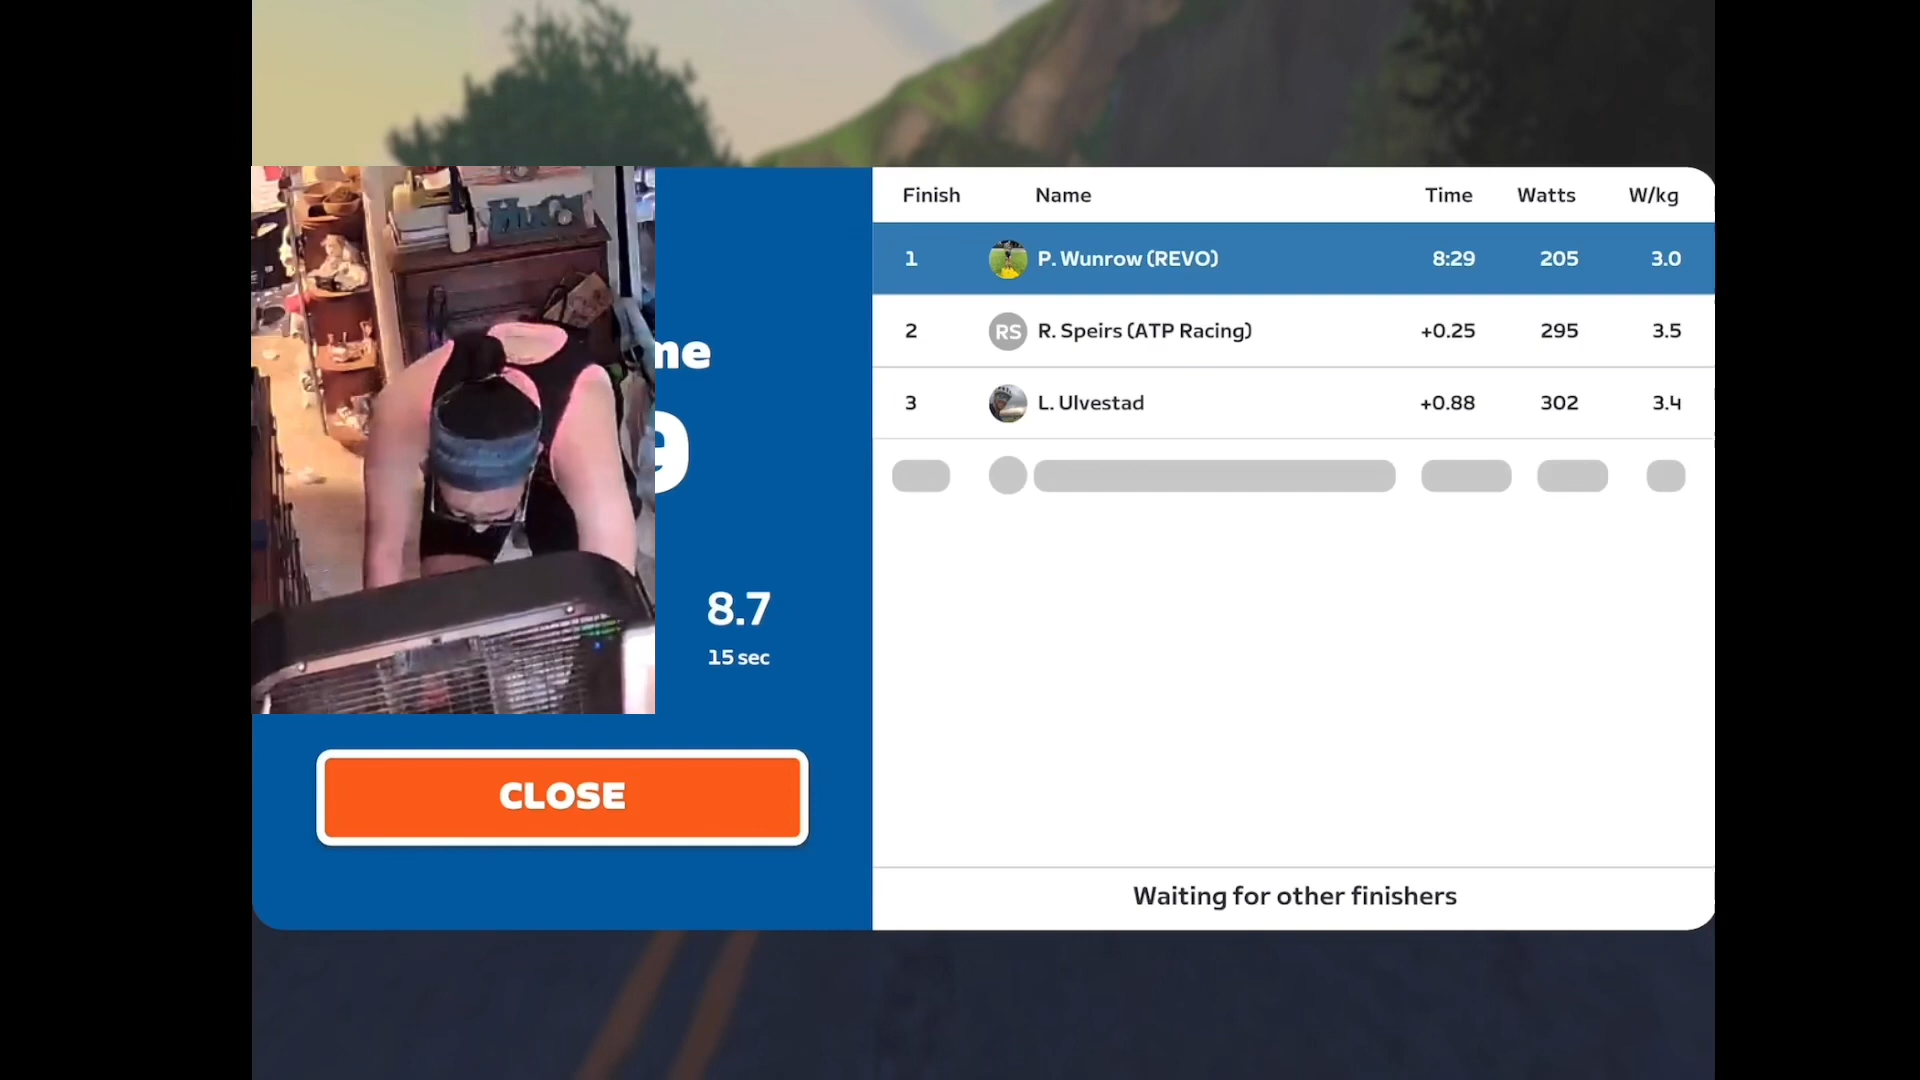 Finish Name Time Watts W/kg
1 P. Wunrow (REVO) 8:29 205 3.0
2 RS R. Speirs (ATP Racing) +0.25 295 3.5
3 L. Ulvestad +0.88 302 3.4
me
9
8.7
15 sec
CLOSE
Waiting for other finishers